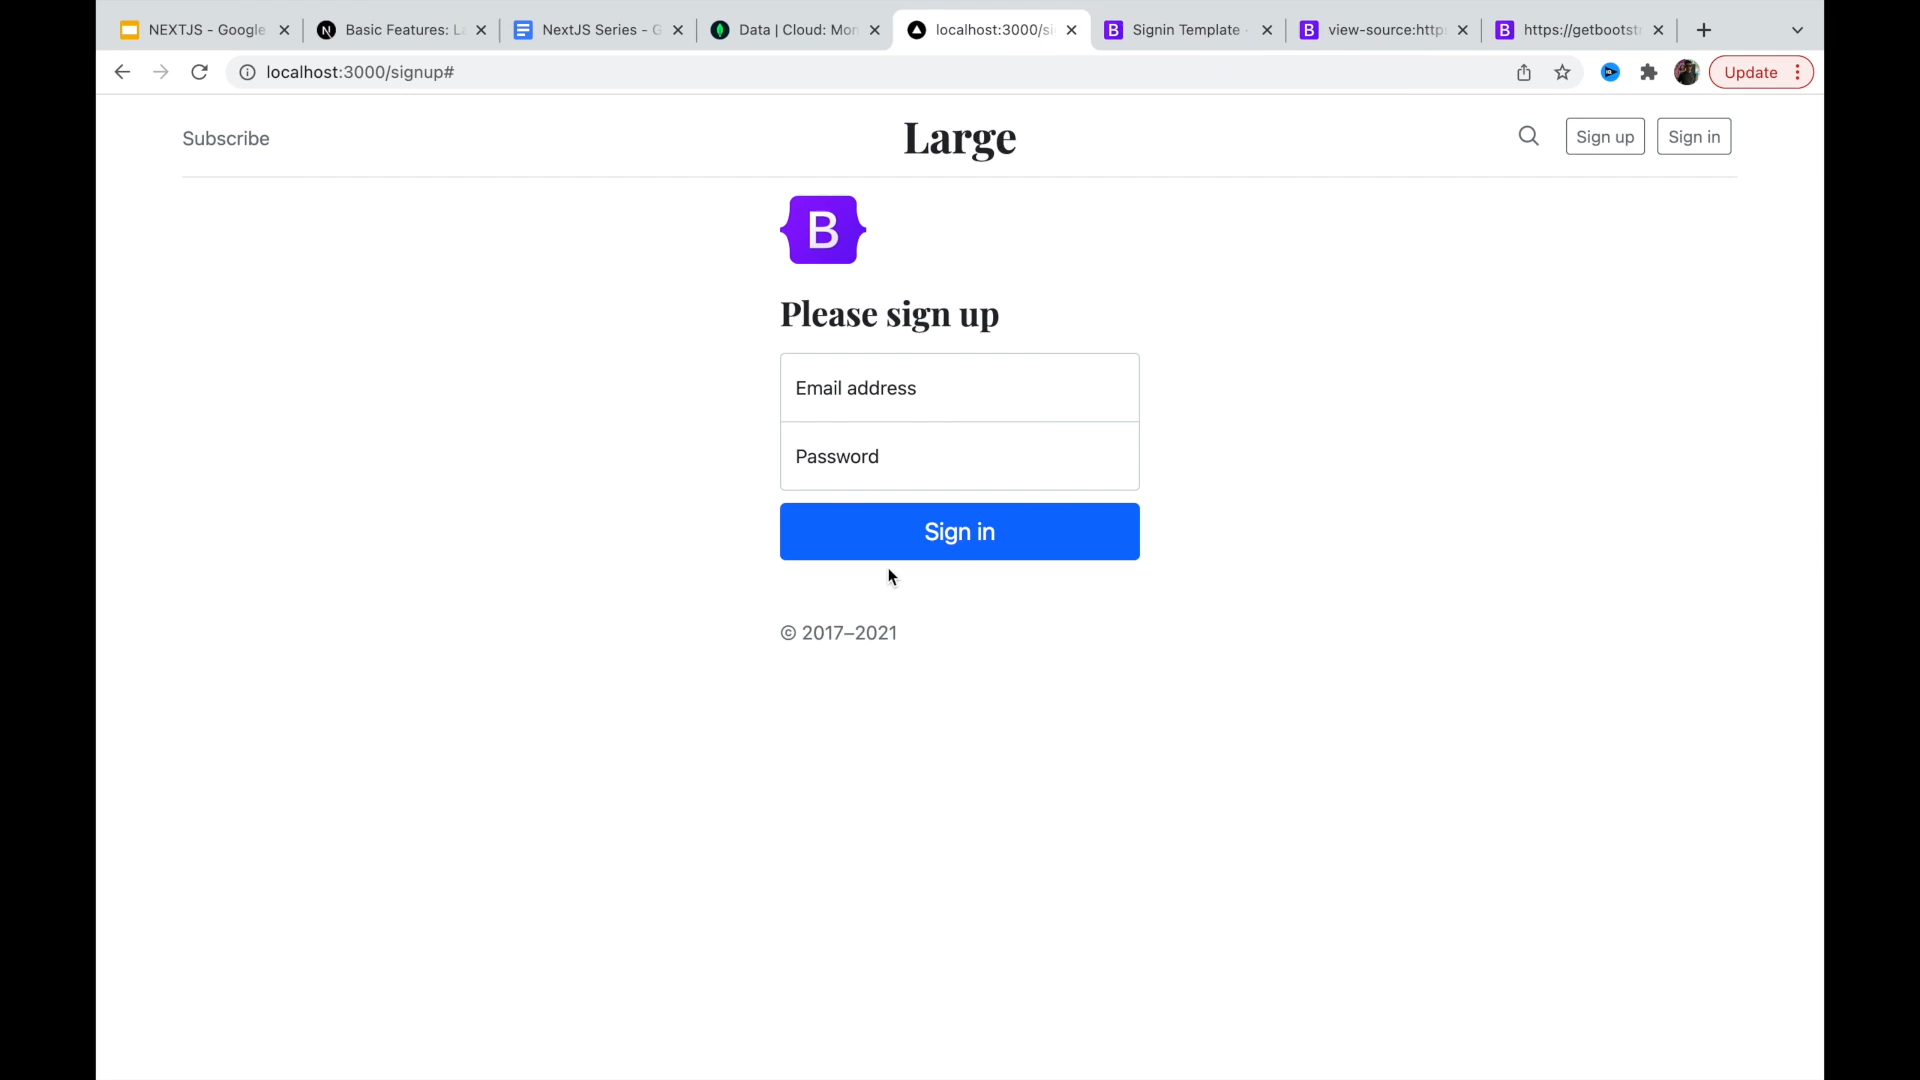 NEXTJS - Google
Basic Features: La
NextJS Series - G
Data | Cloud: Mon
localhost:3000/si
B Signin Template
B view-source:http
B https://getbootst
localhost:3000/signup#
Update
Subscribe
Large
Sign up
Sign in
B
Please sign up
Email address
Password
Sign in
© 2017–2021